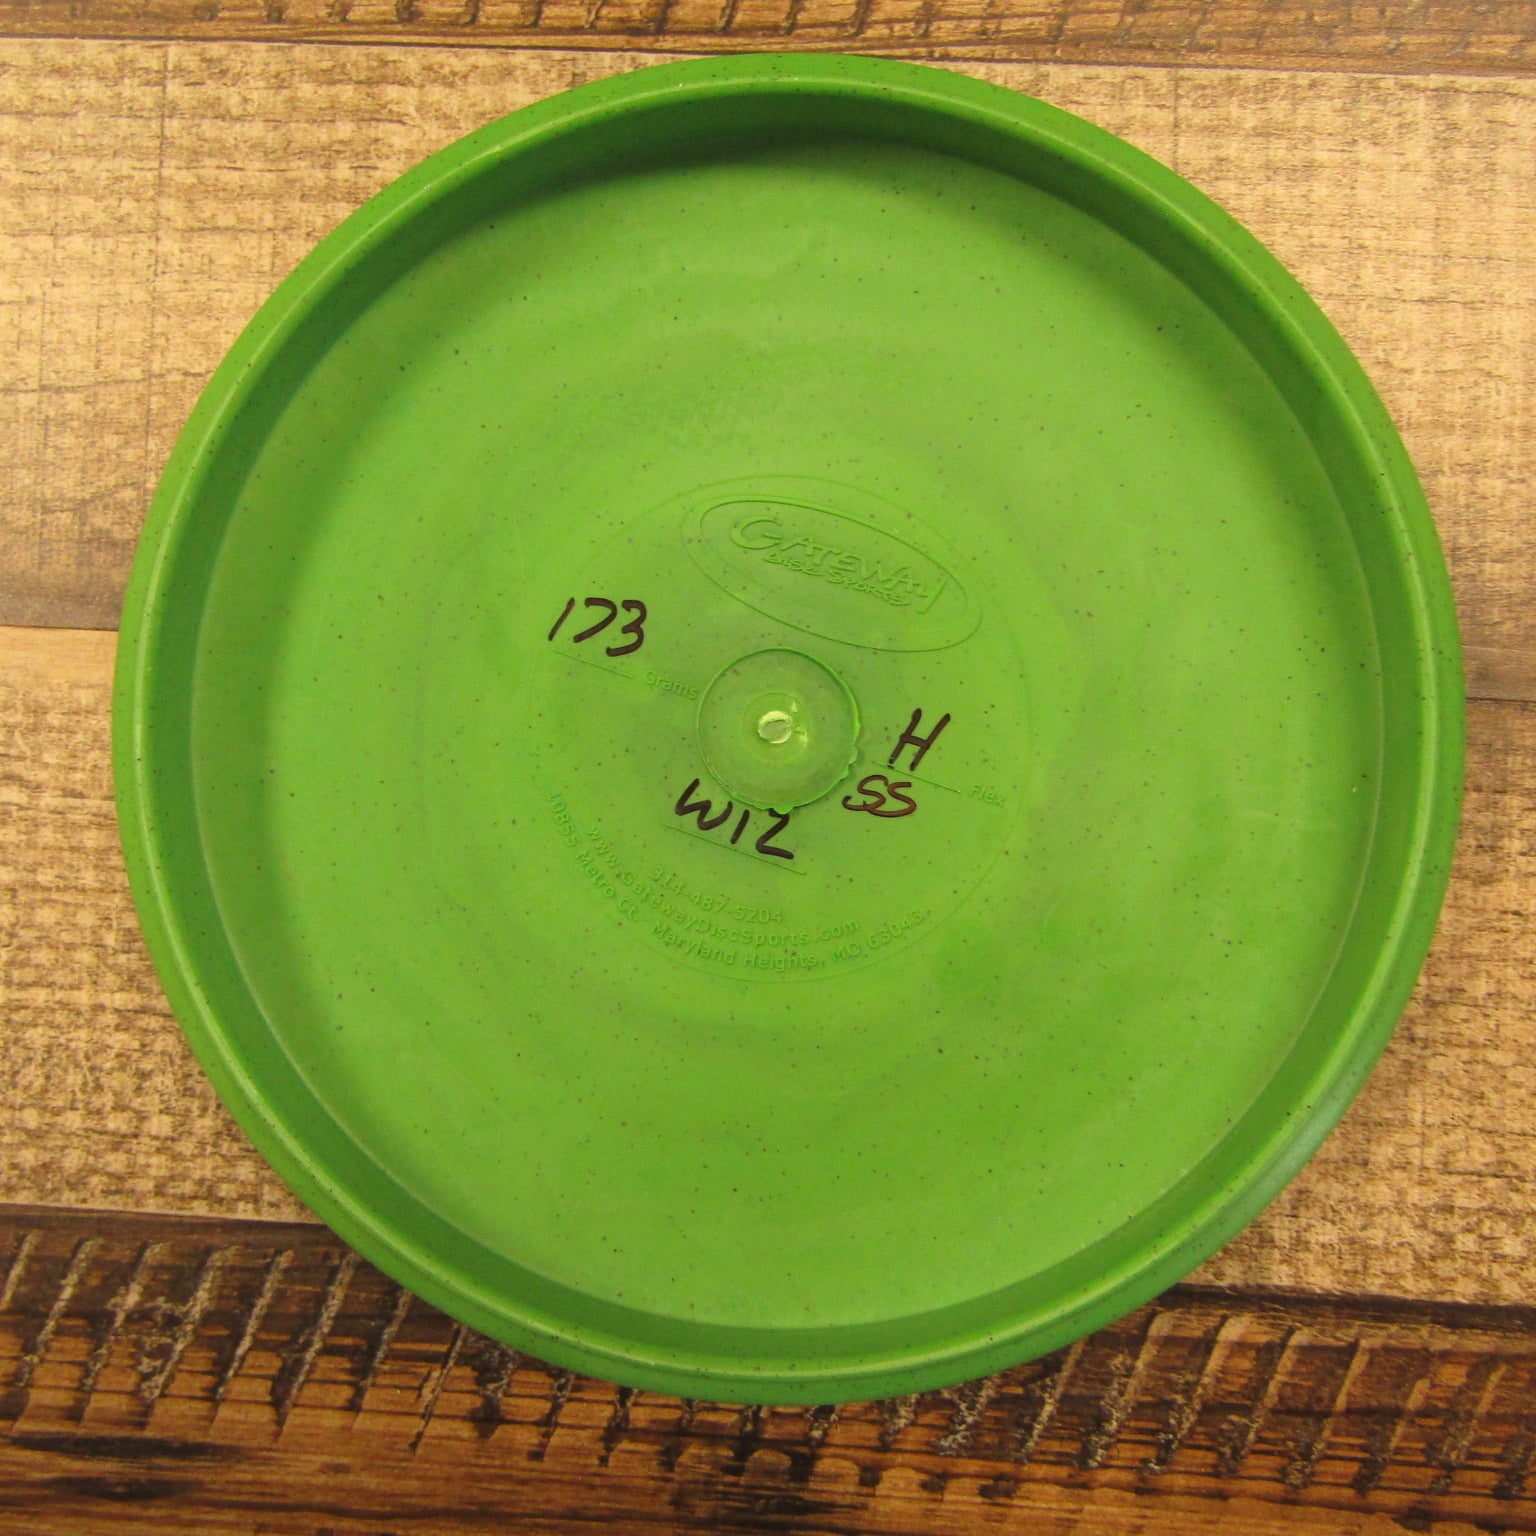 GATEWAY
DISC SPORTS
173
Grams
H
SS
Flex
WIZ
314-487-5204
www.GatewayDiscSports.com
10855 Metro Ct. Maryland Heights, MO 63043